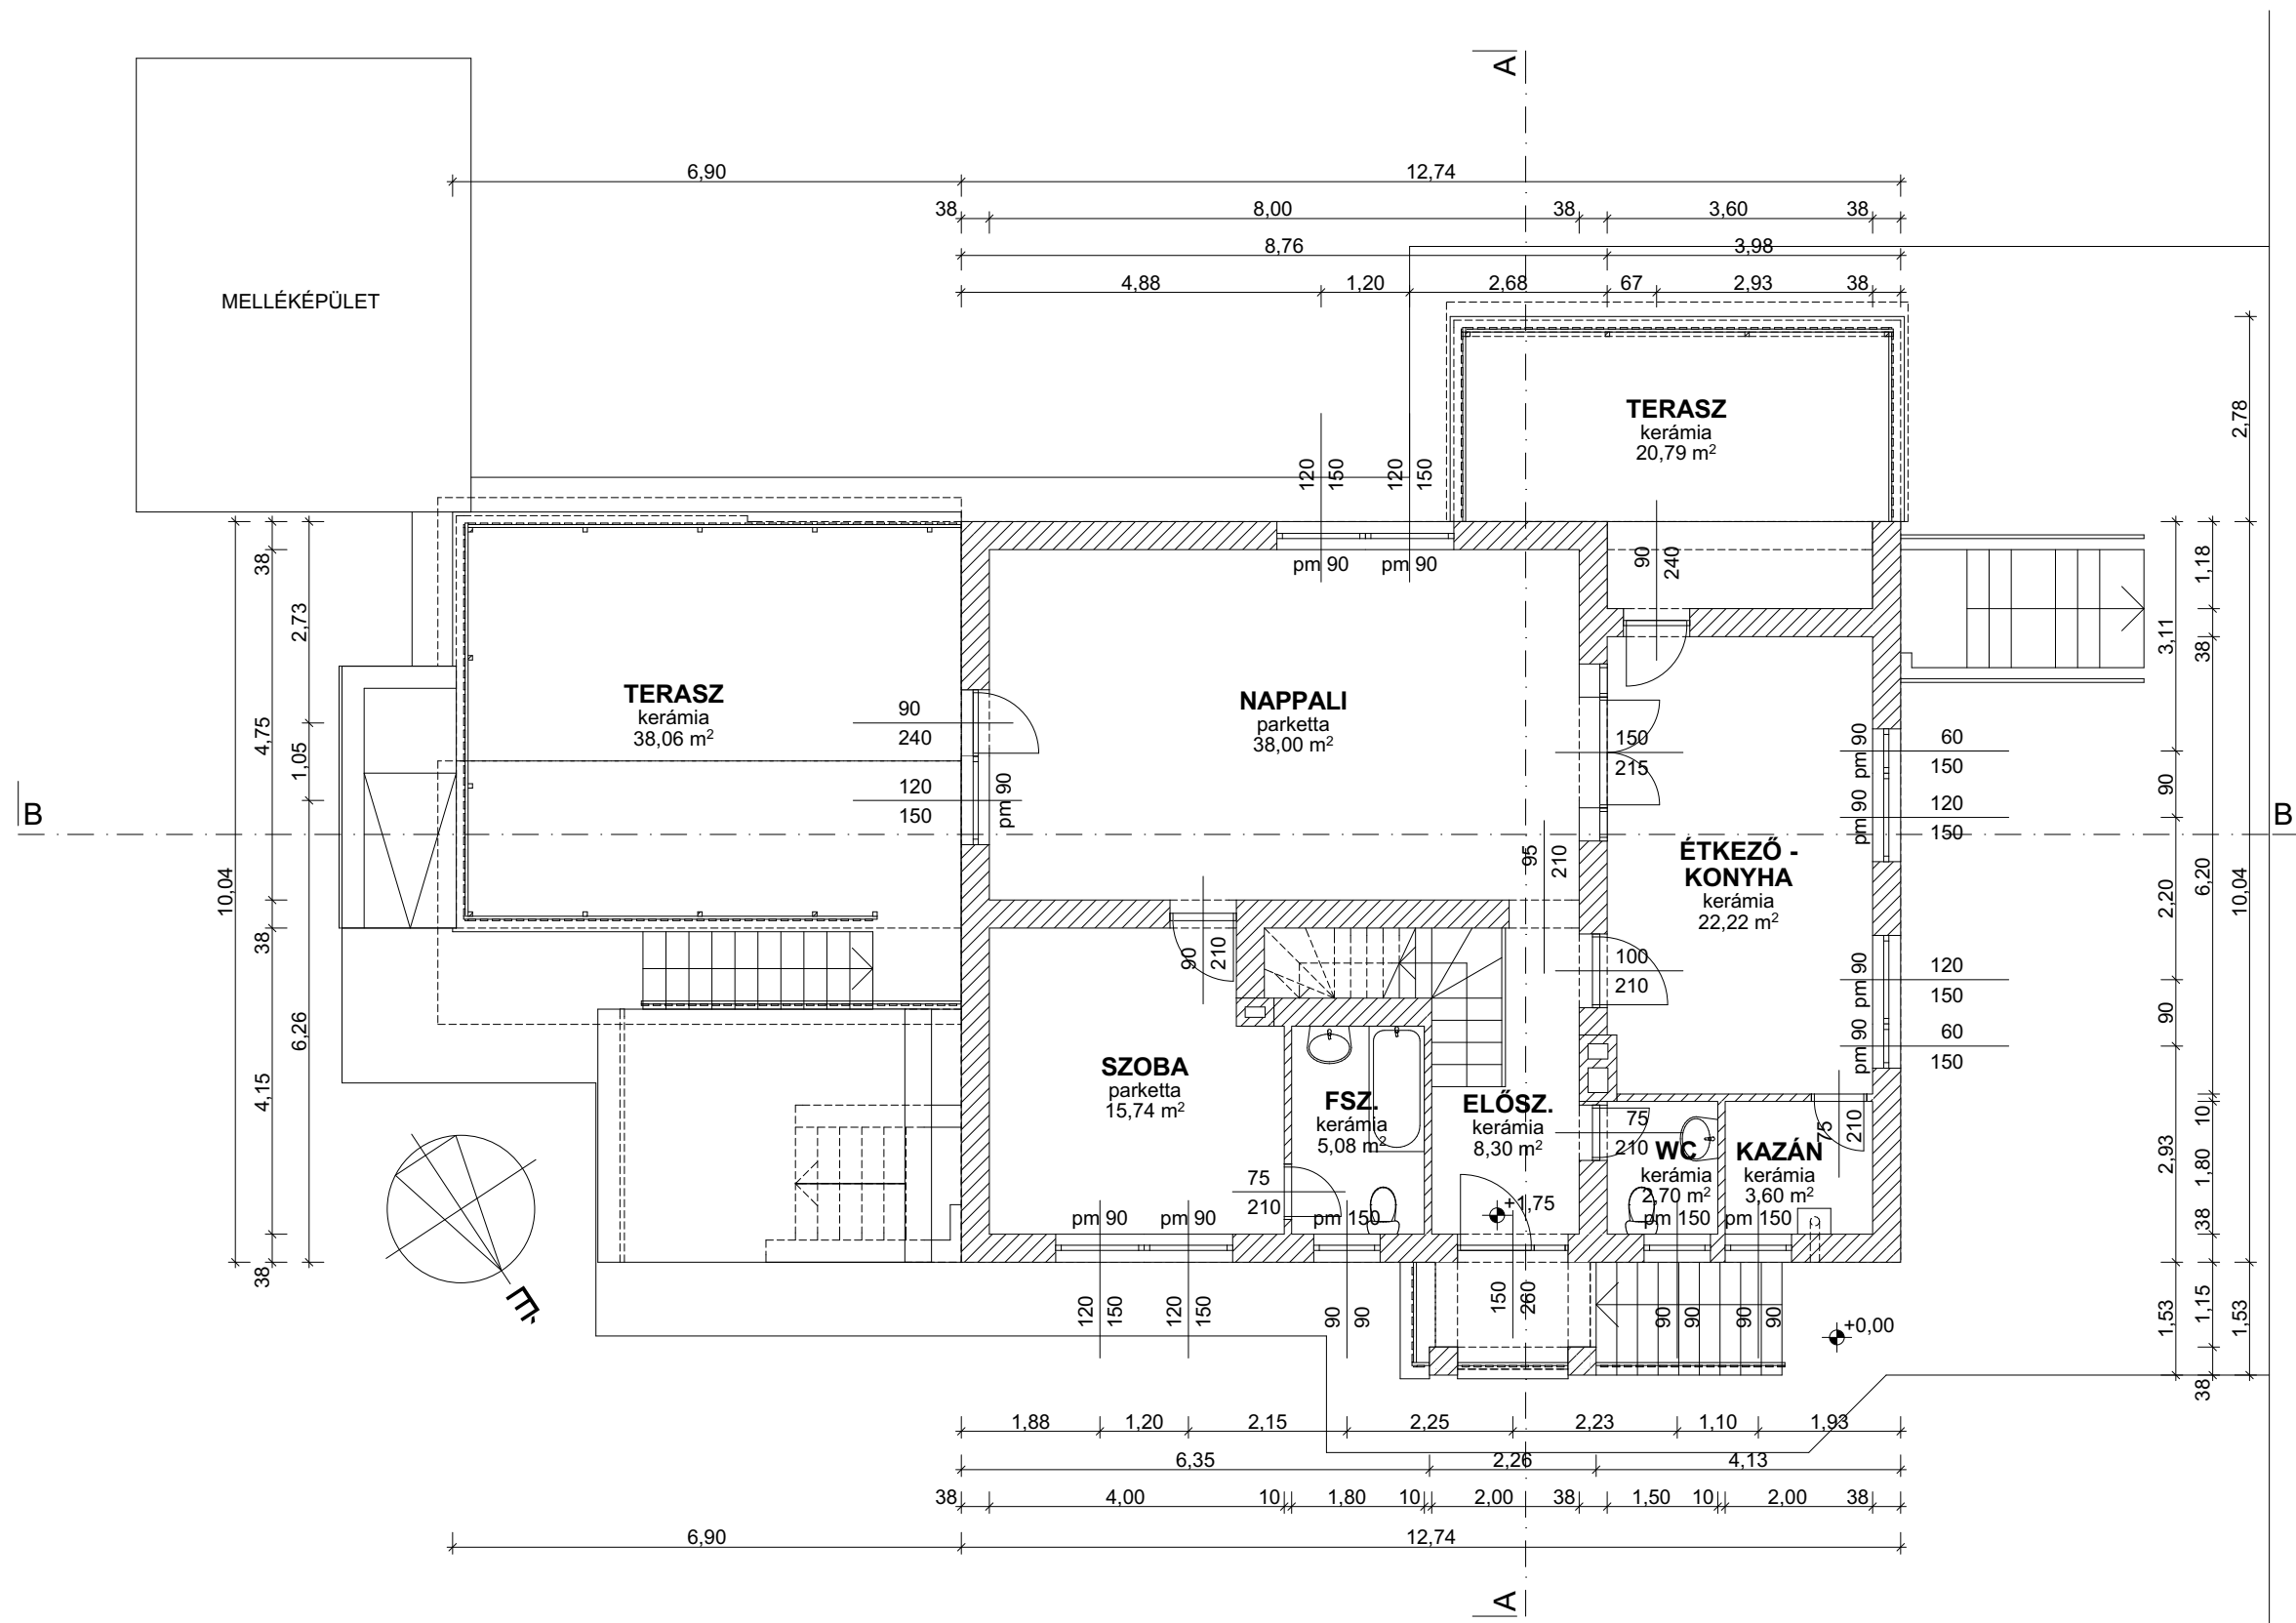 A
6,90
12,74
38
8,00
38
3,60
38
8,76
3,98
4,88
1,20
2,68
67
2,93
38
MELLÉKÉPÜLET
TERASZ
kerámia
20,79 m²
2,78
120
150
120
150
pm 90
pm 90
90
240
38
2,73
4,75
1,05
10,04
38
6,26
4,15
38
TERASZ
kerámia
38,06 m²
90
240
120
150
pm 90
NAPPALI
parketta
38,00 m²
150
215
95
210
100
210
ÉTKEZŐ -
KONYHA
kerámia
22,22 m²
pm 90
pm 90
60
150
120
150
pm 90
pm 90
120
150
60
150
1,18
3,11
38
90
2,20
6,20
10,04
90
10
2,93
1,80
38
1,53
1,15
1,53
38
B
B
90
210
SZOBA
parketta
15,74 m²
FSZ.
kerámia
5,08 m²
ELŐSZ.
kerámia
8,30 m²
75
210
WC
kerámia
2,70 m²
KAZÁN
kerámia
3,60 m²
75
210
75
210
+1,75
pm 90
pm 90
pm 150
pm 150
pm 150
120
150
120
150
90
90
150
260
90
90
90
90
+0,00
É
1,88
1,20
2,15
2,25
2,23
1,10
1,93
6,35
2,26
4,13
38
4,00
10
1,80
10
2,00
38
1,50
10
2,00
38
6,90
12,74
A